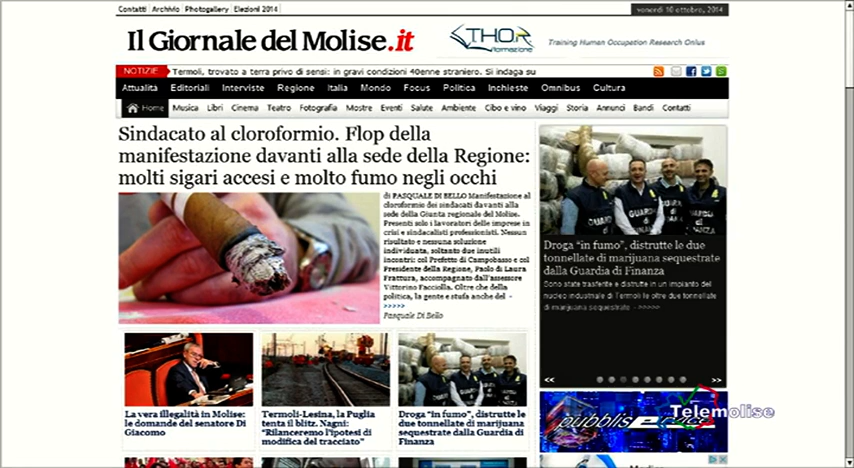 Contatti Archivio Photogallery Elezioni 2014
venerdì 10 ottobre, 2014
Il Giornale del Molise.it
THOR
formazione
Training Human Occupation Research Onlus
NOTIZIE
Termoli, trovato a terra privo di sensi: in gravi condizioni 40enne straniero. Si indaga su
Attualità Editoriali Interviste Regione Italia Mondo Focus Politica Inchieste Omnibus Cultura
Home Musica Libri Cinema Teatro Fotografia Mostre Eventi Salute Ambiente Cibo e vino Viaggi Storia Annunci Bandi Contatti
Sindacato al cloroformio. Flop della
manifestazione davanti alla sede della Regione:
molti sigari accesi e molto fumo negli occhi
di PASQUALE DI BELLO Manifestazione al
cloroformio dei sindacati davanti alla
sede della Giunta regionale del Molise.
Presenti solo i lavoratori delle imprese in
crisi e sindacalisti professionisti. Nessun
risultato e nessuna soluzione
individuata, soltanto due inutili
incontri: col Prefetto di Campobasso e col
Presidente della Regione, Paolo di Laura
Frattura, accompagnato dall'assessore
Vittorino Facciolla. Oltre che della
politica, la gente e stufa anche del -
>>>>>
Pasquale Di Bello
GUARDIA
GUARDIA
DI FINANZA
Droga "in fumo", distrutte le due
tonnellate di marijuana sequestrate
dalla Guardia di Finanza
Sono state trasfente e distrutte in un impianto del
nucleo industriale di Termoli le oltre due tonnellate
di marijuana sequestrate - >>>>>
<< >>
La vera illegalità in Molise:
le domande del senatore Di
Giacomo
Termoli-Lesina, la Puglia
tenta il blitz. Nagni:
"Rilanceremo l'ipotesi di
modifica del tracciato"
Droga "in fumo", distrutte le
due tonnellate di marijuana
sequestrate dalla Guardia di
Finanza
Telemolise
Media Molise